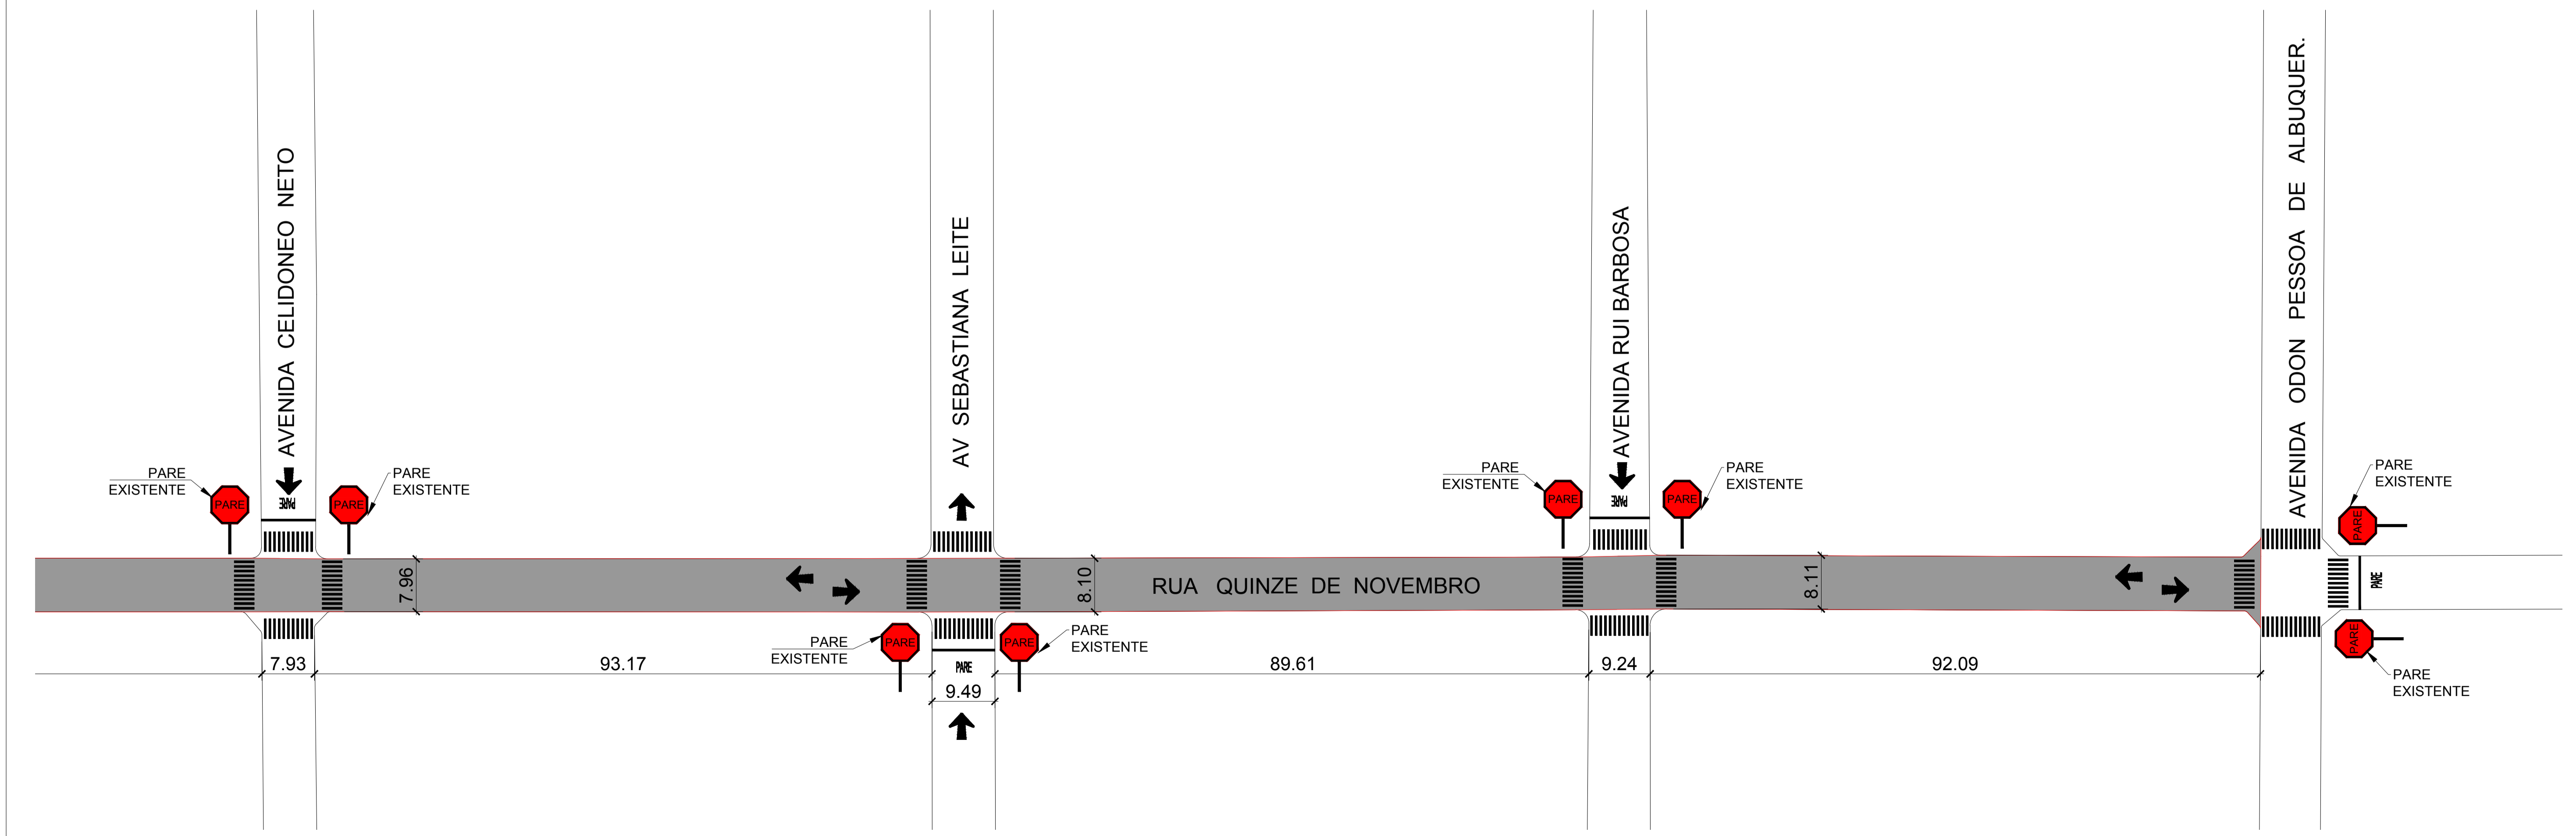 AVENIDA CELIDONEO NETO
PARE
EXISTENTE
PARE
PARE
PARE
PARE
EXISTENTE
7.96
7.93
93.17
AV SEBASTIANA LEITE
PARE
EXISTENTE
PARE
PARE
PARE
PARE
EXISTENTE
9.49
8.10
RUA QUINZE DE NOVEMBRO
89.61
AVENIDA RUI BARBOSA
PARE
EXISTENTE
PARE
PARE
PARE
PARE
EXISTENTE
9.24
8.11
92.09
AVENIDA ODON PESSOA DE ALBUQUER.
PARE
EXISTENTE
PARE
PARE
PARE
PARE
EXISTENTE